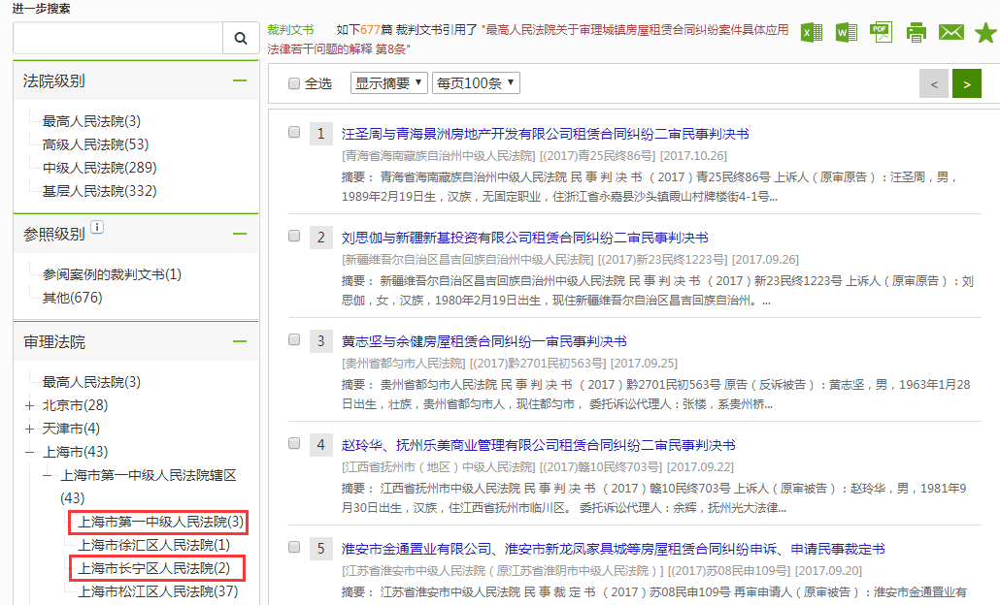 进一步搜索
法院级别
最高人民法院(3)
高级人民法院(53)
中级人民法院(289)
基层人民法院(332)
参照级别 i
参阅案例的裁判文书(1)
其他(676)
审理法院
最高人民法院(3)
北京市(28)
天津市(4)
上海市(43)
上海市第一中级人民法院辖区
(43)
上海市第一中级人民法院(3)
上海市徐汇区人民法院(1)
上海市长宁区人民法院(2)
上海市松江区人民法院(37)
裁判文书 如下677篇 裁判文书引用了 "最高人民法院关于审理城镇房屋租赁合同纠纷案件具体应用
法律若干问题的解释 第8条"
全选 显示摘要 每页100条 < >
1 汪圣周与青海景洲房地产开发有限公司租赁合同纠纷二审民事判决书
[青海省海南藏族自治州中级人民法院] [(2017)青25民终86号] [2017.10.26]
摘要： 青海省海南藏族自治州中级人民法院 民 事 判 决 书 （ 2017 ) 青25民终86号 上诉人（原审原告）：汪圣周，男，
1989年2月19日生，汉族，无固定职业，住浙江省永嘉县沙头镇霞山村牌楼街4-1号...
2 刘思伽与新疆新基投资有限公司租赁合同纠纷二审民事判决书
[新疆维吾尔自治区昌吉回族自治州中级人民法院] [(2017)新23民终1223号] [2017.09.26]
摘要： 新疆维吾尔自治区昌吉回族自治州中级人民法院 民 事 判 决 书 （ 2017 ) 新23民终1223号 上诉人（原审原告）：刘
思伽，女，汉族，1980年2月19日出生，现住新疆维吾尔自治区昌吉回族自治州。...
3 黄志坚与余健房屋租赁合同纠纷一审民事判决书
[贵州省都匀市人民法院] [(2017)黔2701民初563号] [2017.09.25]
摘要： 贵州省都匀市人民法院 民 事 判 决 书 （ 2017 ) 黔2701民初563号 原告（反诉被告）：黄志坚，男，1963年1月28
日出生，壮族，贵州省都匀市人，现住都匀市， 委托诉讼代理人：张楼，系贵州桥...
4 赵玲华、抚州乐美商业管理有限公司租赁合同纠纷二审民事判决书
[江西省抚州市（地区）中级人民法院] [(2017)赣10民终703号] [2017.09.22]
摘要： 江西省抚州市中级人民法院 民 事 判 决 书 （ 2017 ) 赣10民终703号 上诉人（原审被告）：赵玲华，男，1981年9
月30日出生，汉族，住江西省抚州市临川区。 委托诉讼代理人：余辉，抚州光大法律...
5 淮安市金通置业有限公司、淮安市新龙凤家具城等房屋租赁合同纠纷申诉、申请民事裁定书
[江苏省淮安市中级人民法院（原江苏省淮阴市中级人民法院）] [(2017)苏08民申109号] [2017.09.20]
摘要： 江苏省淮安市中级人民法院 民 事 裁 定 书 （ 2017 ) 苏08民申109号 再审申请人（原审被告）：淮安市金通置业有